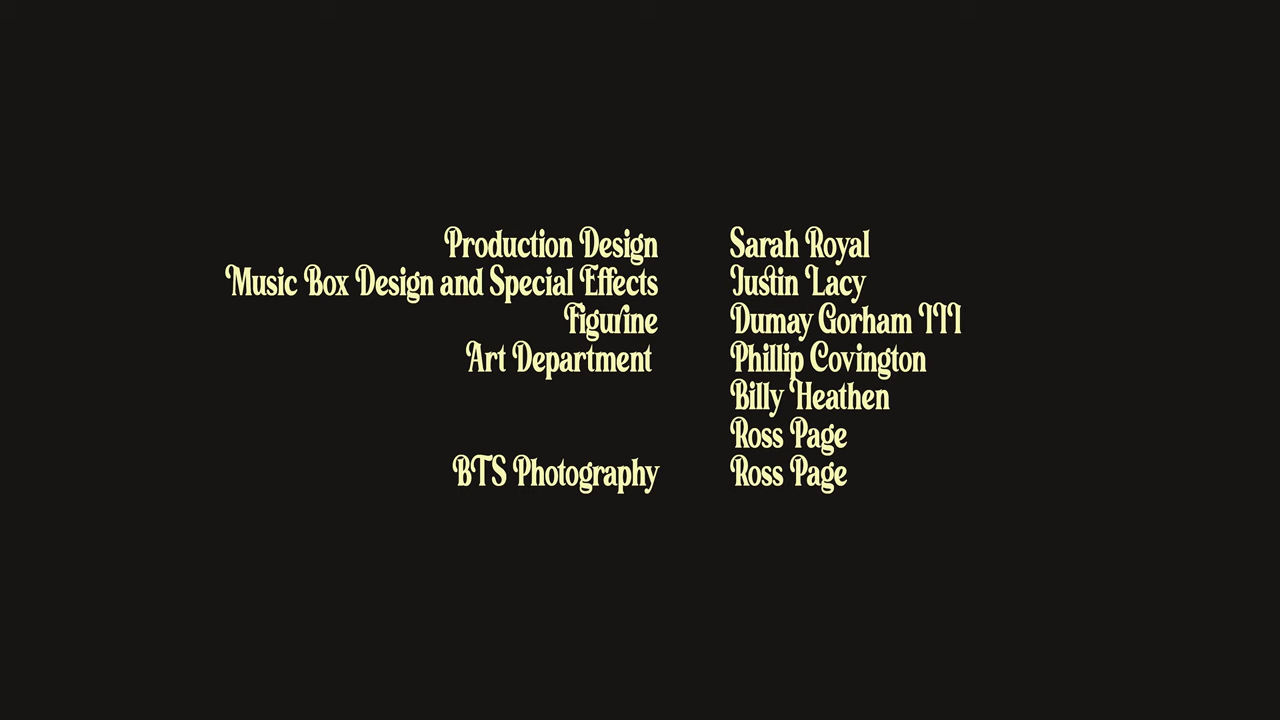 Production Design Sarah Royal
Music Box Design and Special Effects Justin Lacy
Figurine Dumay Gorham III
Art Department Phillip Covington
Billy Heathen
Ross Page
BTS Photography Ross Page